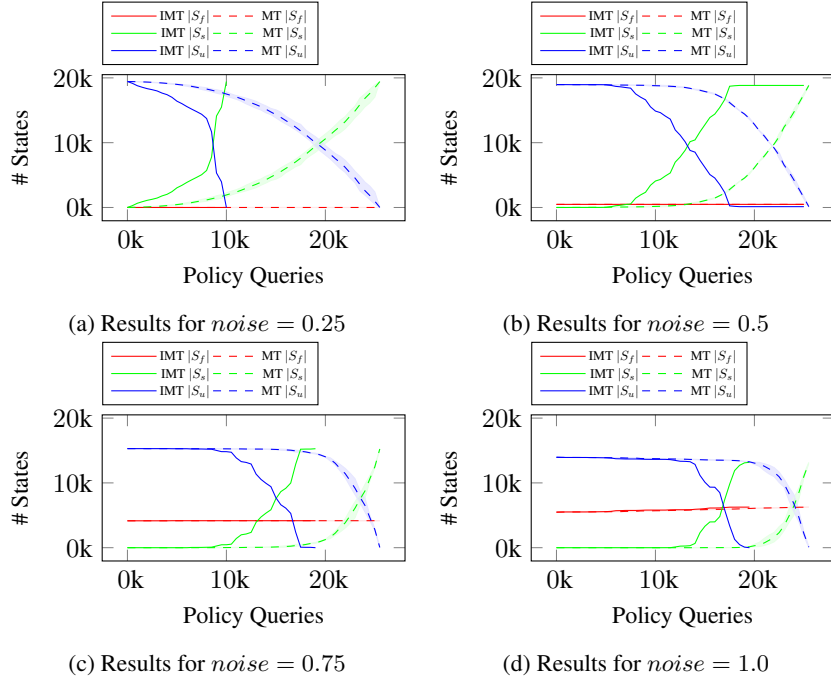 IMT |S_f| MT |S_f|
IMT |S_s| MT |S_s|
IMT |S_u| MT |S_u|
20k
10k
0k
# States
0k 10k 20k
Policy Queries
(a) Results for noise = 0.25
IMT |S_f| MT |S_f|
IMT |S_s| MT |S_s|
IMT |S_u| MT |S_u|
20k
10k
0k
# States
0k 10k 20k
Policy Queries
(b) Results for noise = 0.5
IMT |S_f| MT |S_f|
IMT |S_s| MT |S_s|
IMT |S_u| MT |S_u|
20k
10k
0k
# States
0k 10k 20k
Policy Queries
(c) Results for noise = 0.75
IMT |S_f| MT |S_f|
IMT |S_s| MT |S_s|
IMT |S_u| MT |S_u|
20k
10k
0k
# States
0k 10k 20k
Policy Queries
(d) Results for noise = 1.0